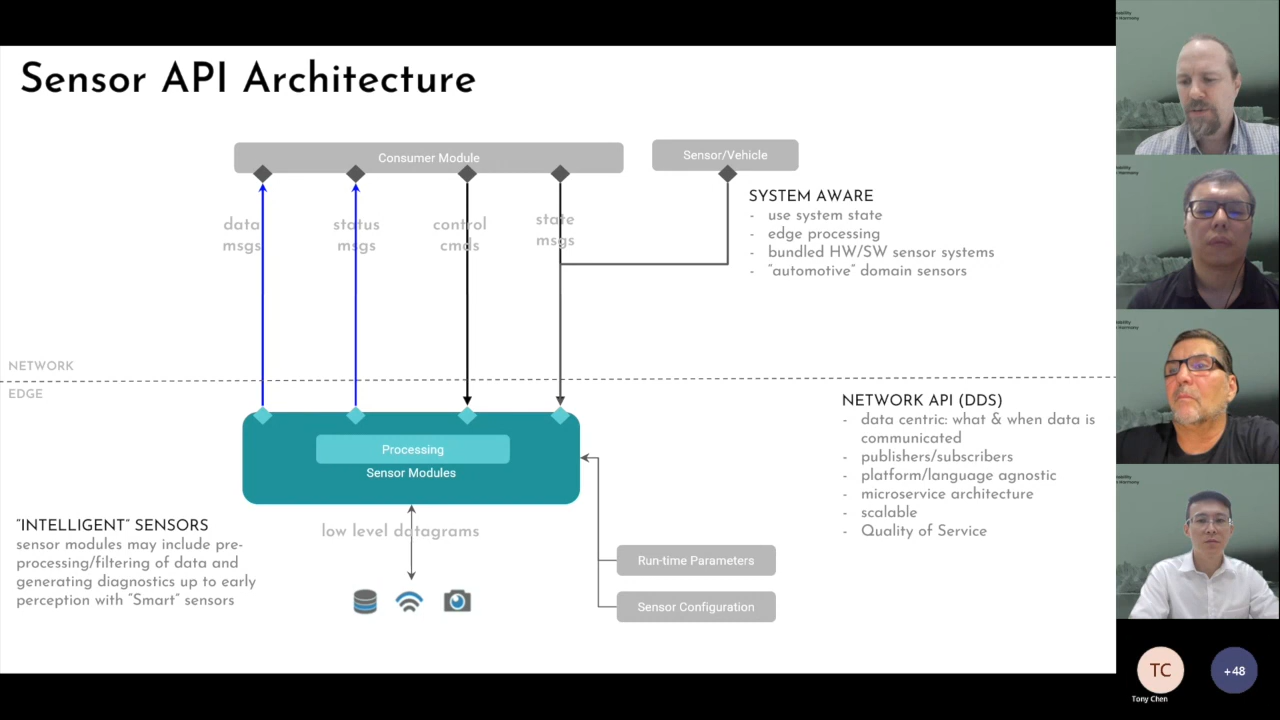 Sensor API Architecture
Consumer Module
Sensor/Vehicle
data
msgs
status
msgs
control
cmds
state
msgs
SYSTEM AWARE
- use system state
- edge processing
- bundled HW/SW sensor systems
- “automotive” domain sensors
NETWORK
EDGE
Processing
Sensor Modules
NETWORK API (DDS)
- data centric: what & when data is
communicated
- publishers/subscribers
- platform/language agnostic
- microservice architecture
- scalable
- Quality of Service
“INTELLIGENT” SENSORS
sensor modules may include pre-
processing/filtering of data and
generating diagnostics up to early
perception with “Smart” sensors
low level datagrams
Run-time Parameters
Sensor Configuration
TC
+48
Tony Chen